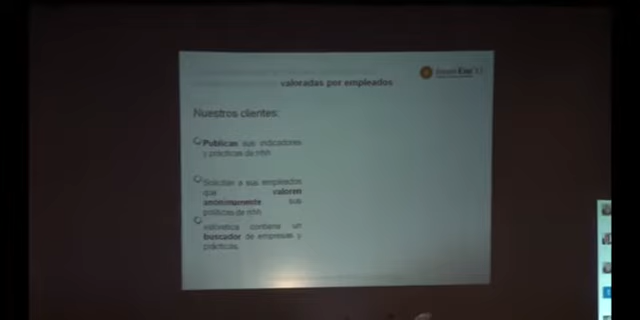 valoradas por empleados
Nuestros clientes:
Publican sus indicadores
y prácticas de rrhh
Solicitan a sus empleados
que valoren
anónimamente sus
políticas de rrhh
contiene un
buscador de empresas y
prácticas.